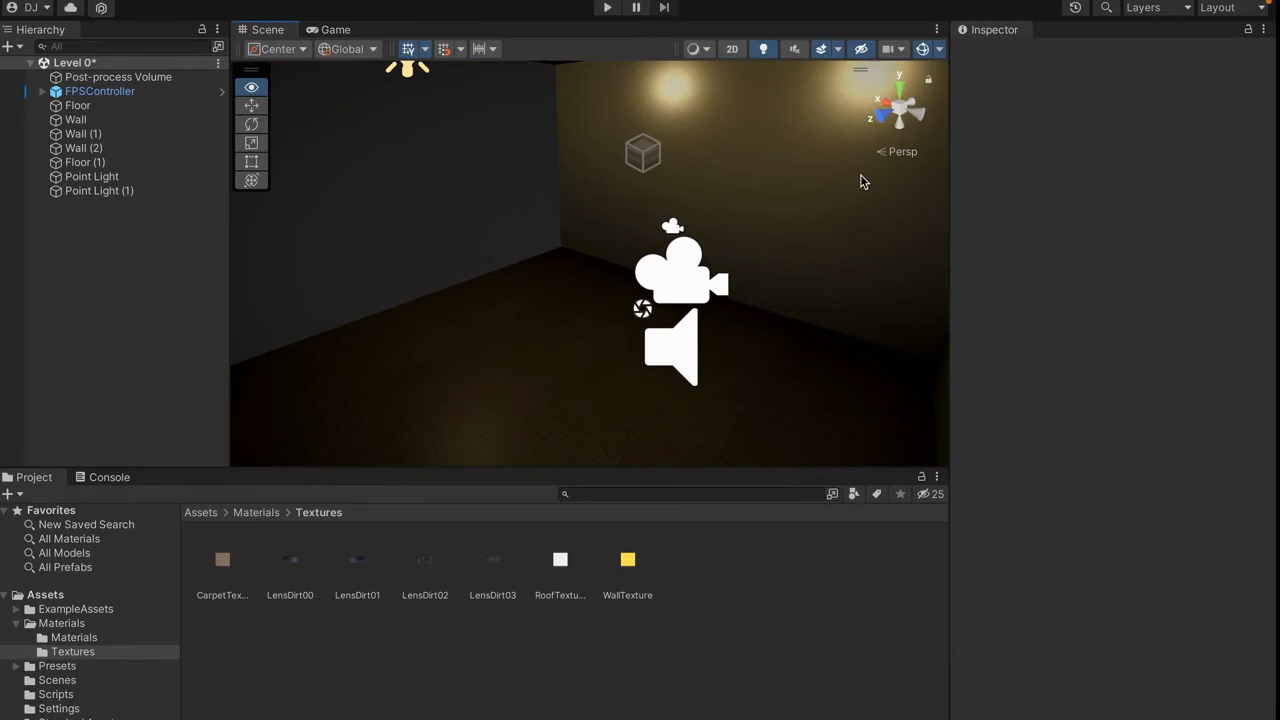 DJ
Layers
Layout
Hierarchy
Scene
Game
Inspector
All
Center
Global
2D
Level 0*
Post-process Volume
FPSController
Floor
Wall
Wall (1)
Wall (2)
Floor (1)
Point Light
Point Light (1)
y
x
z
Persp
Project
Console
25
Favorites
New Saved Search
All Materials
All Models
All Prefabs
Assets
ExampleAssets
Materials
Materials
Textures
Presets
Scenes
Scripts
Settings
Assets > Materials > Textures
CarpetTex...
LensDirt00
LensDirt01
LensDirt02
LensDirt03
RoofTextu...
WallTexture